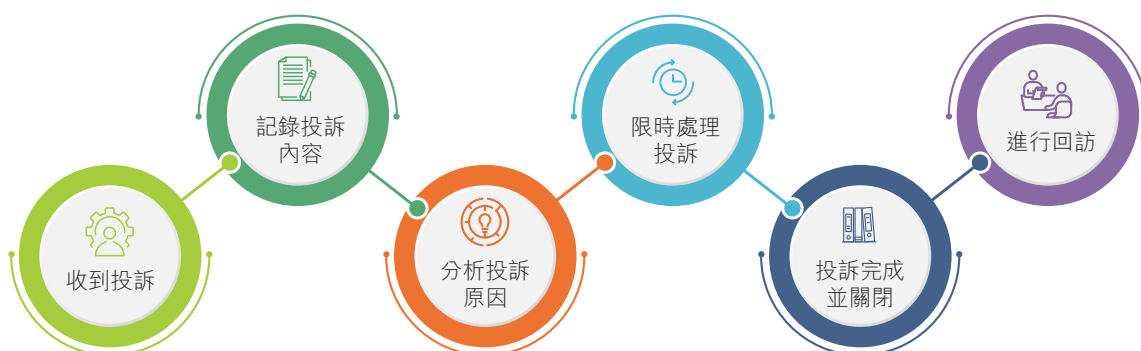 收到投訴
記錄投訴
內容
分析投訴
原因
限時處理
投訴
投訴完成
並關閉
進行回訪